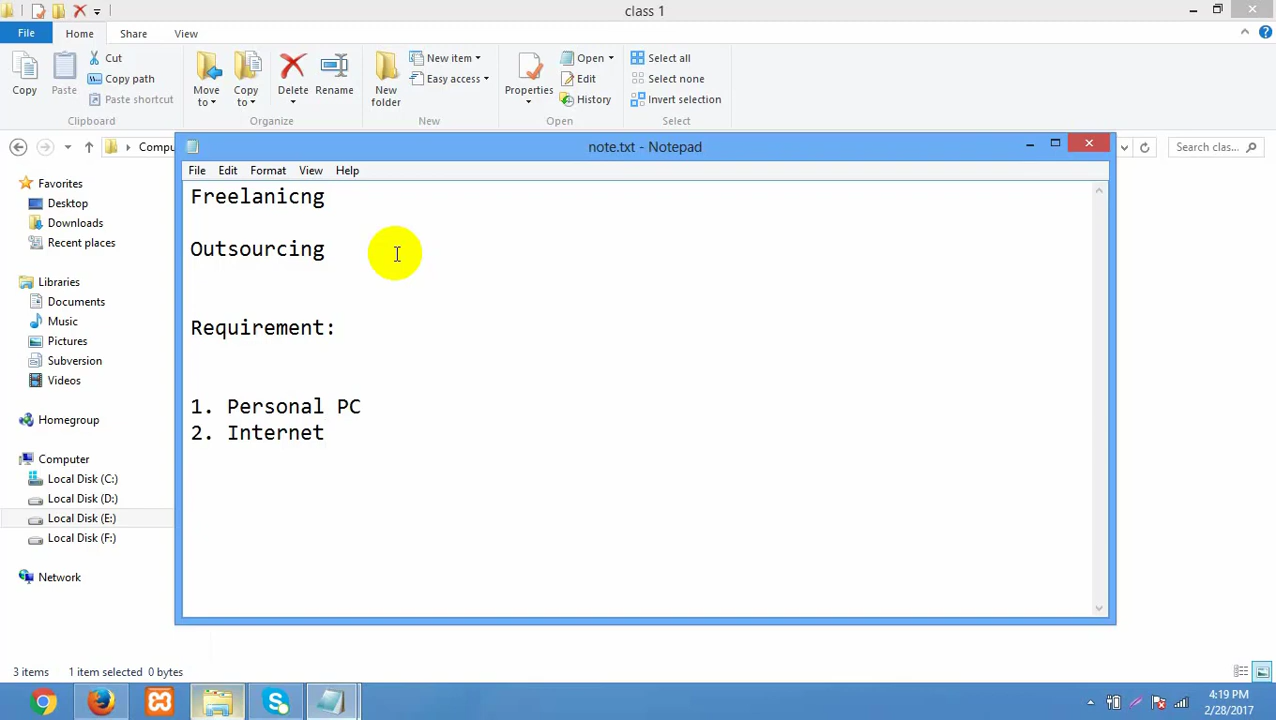 class 1
File Home Share View
Copy Paste Cut Copy path Paste shortcut Move to Copy to Delete Rename New folder New item Easy access Properties Open Edit History Select all Select none Invert selection
Clipboard Organize New Open Select
Compu
Search clas...
note.txt - Notepad
File Edit Format View Help
Freelanicng
Outsourcing
Requirement:
1. Personal PC
2. Internet
Favorites
Desktop
Downloads
Recent places
Libraries
Documents
Music
Pictures
Subversion
Videos
Homegroup
Computer
Local Disk (C:)
Local Disk (D:)
Local Disk (E:)
Local Disk (F:)
Network
3 items 1 item selected 0 bytes
4:19 PM
2/28/2017